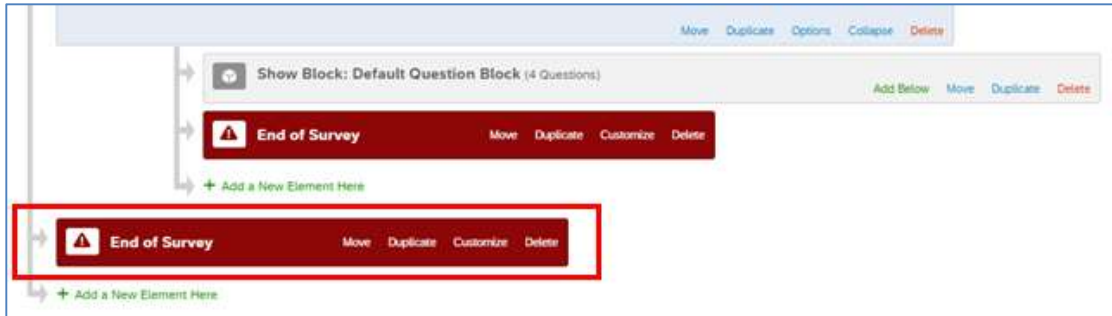 Move Duplicate Options Collapse Delete
Show Block: Default Question Block (4 Questions)
Add Below Move Duplicate Delete
End of Survey Move Duplicate Customize Delete
+ Add a New Element Here
End of Survey Move Duplicate Customize Delete
+ Add a New Element Here